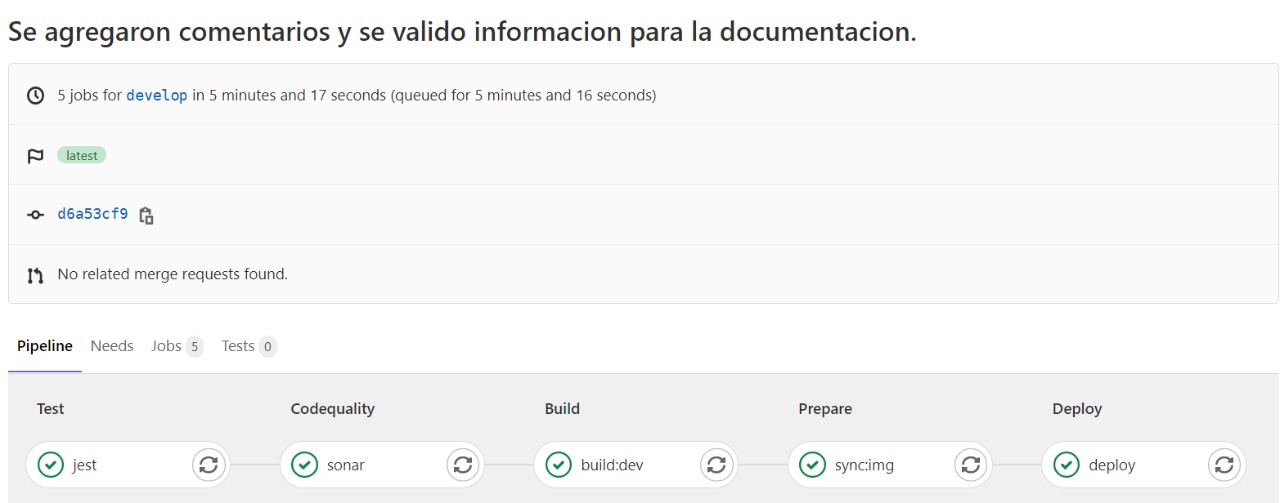 Se agregaron comentarios y se valido informacion para la documentacion.
5 jobs for develop in 5 minutes and 17 seconds (queued for 5 minutes and 16 seconds)
latest
d6a53cf9
No related merge requests found.
Pipeline Needs Jobs 5 Tests 0
Test Codequality Build Prepare Deploy
jest sonar build:dev sync:img deploy